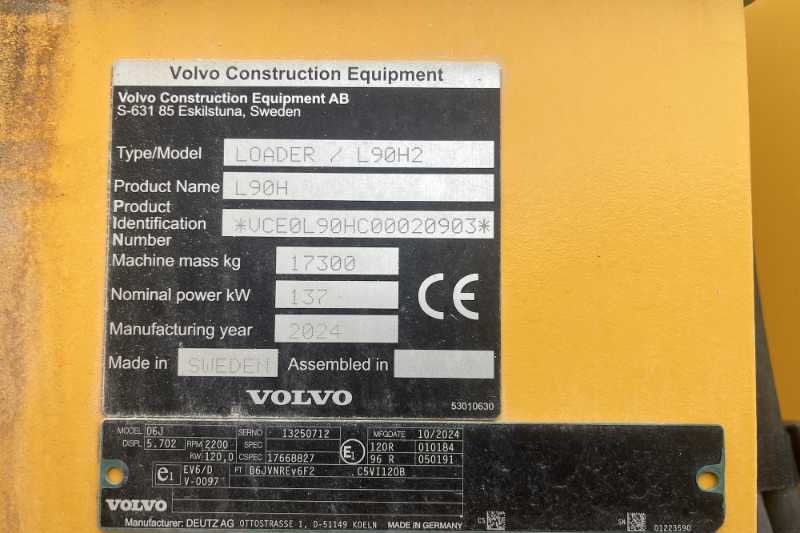 Volvo Construction Equipment
Volvo Construction Equipment AB
S-631 85 Eskilstuna, Sweden
Type/Model LOADER / L90H2
Product Name L90H
Product Identification Number *VCE0L90HC00020903*
Machine mass kg 17300
Nominal power kW 137
Manufacturing year 2024
CE
Made in SWEDEN Assembled in
VOLVO
53010630
MODEL D6J SERNO 13250712 MFGDATE 10/2024
DISPL 5.702 RPM 2200 SPEC E1 120R 010184
KW 120,0 CSPEC 17668827 96 R 050191
e1 EV6/D FT D6JVNREv6F2 C5VI120B
V-0097
VOLVO
Manufacturer: DEUTZ AG OTTOSTRASSE 1, D-51149 KOELN MADE IN GERMANY CS SN 01223590